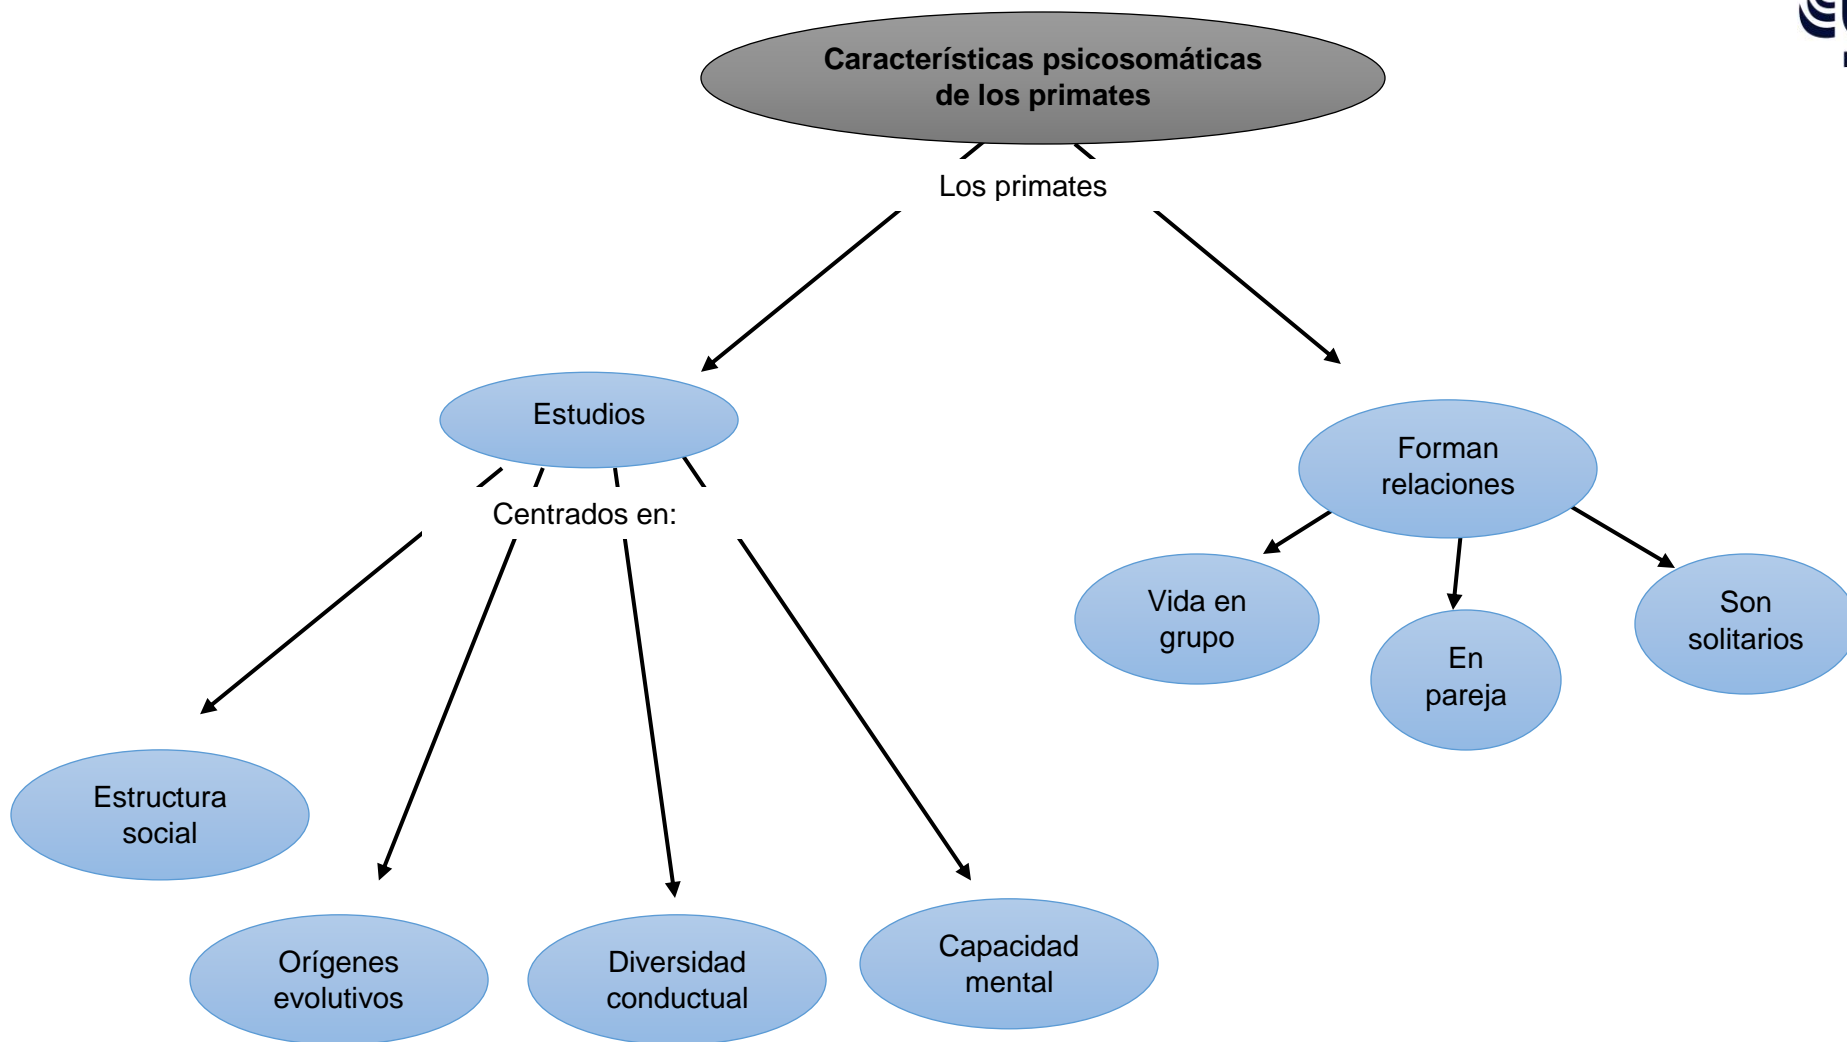 Característícas psicosomáticas
de los primates
Los primates
Estudios
Centrados en:
Forman
relaciones
Vida en
grupo
En
pareja
Son
solitarios
Estructura
social
Orígenes
evolutivos
Diversidad
conductual
Capacidad
mental